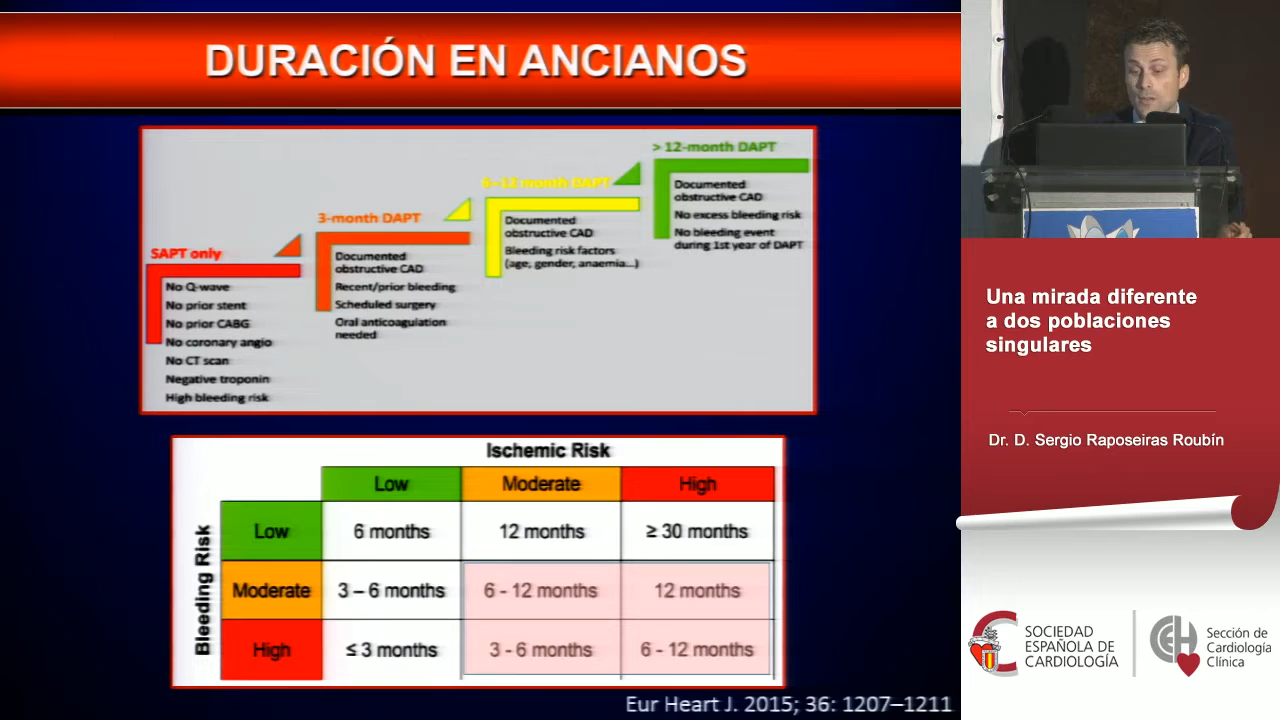 DURACIÓN EN ANCIANOS
> 12-month DAPT
Documented
obstructive CAD
No excess bleeding risk
No bleeding event
during 1st year of DAPT
6–12 month DAPT
Documented
obstructive CAD
Bleeding risk factors
(age, gender, anaemia...)
3-month DAPT
Documented
obstructive CAD
Recent/prior bleeding
Scheduled surgery
Oral anticoagulation
needed
SAPT only
No Q-wave
No prior stent
No prior CABG
No coronary angio
No CT scan
Negative troponin
High bleeding risk
Ischemic Risk
Low Moderate High
Bleeding Risk
Low 6 months 12 months ≥ 30 months
Moderate 3 – 6 months 6 - 12 months 12 months
High ≤ 3 months 3 - 6 months 6 - 12 months
Eur Heart J. 2015; 36: 1207–1211
Una mirada diferente
a dos poblaciones
singulares
Dr. D. Sergio Raposeiras Roubín
SOCIEDAD
ESPAÑOLA DE
CARDIOLOGÍA
Sección de
Cardiología
Clínica